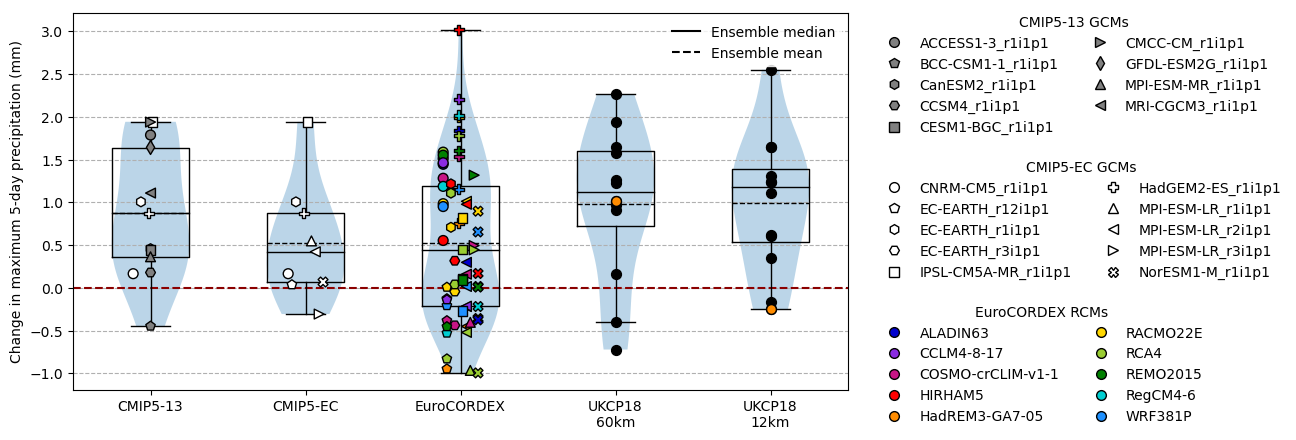 Change in maximum 5-day precipitation (mm)
3.0
2.5
2.0
1.5
1.0
0.5
0.0
−0.5
−1.0
Ensemble median
Ensemble mean
CMIP5-13
CMIP5-EC
EuroCORDEX
UKCP18
60km
UKCP18
12km
CMIP5-13 GCMs
ACCESS1-3_r1i1p1
BCC-CSM1-1_r1i1p1
CanESM2_r1i1p1
CCSM4_r1i1p1
CESM1-BGC_r1i1p1
CMCC-CM_r1i1p1
GFDL-ESM2G_r1i1p1
MPI-ESM-MR_r1i1p1
MRI-CGCM3_r1i1p1
CMIP5-EC GCMs
CNRM-CM5_r1i1p1
EC-EARTH_r12i1p1
EC-EARTH_r1i1p1
EC-EARTH_r3i1p1
IPSL-CM5A-MR_r1i1p1
HadGEM2-ES_r1i1p1
MPI-ESM-LR_r1i1p1
MPI-ESM-LR_r2i1p1
MPI-ESM-LR_r3i1p1
NorESM1-M_r1i1p1
EuroCORDEX RCMs
ALADIN63
CCLM4-8-17
COSMO-crCLIM-v1-1
HIRHAM5
HadREM3-GA7-05
RACMO22E
RCA4
REMO2015
RegCM4-6
WRF381P